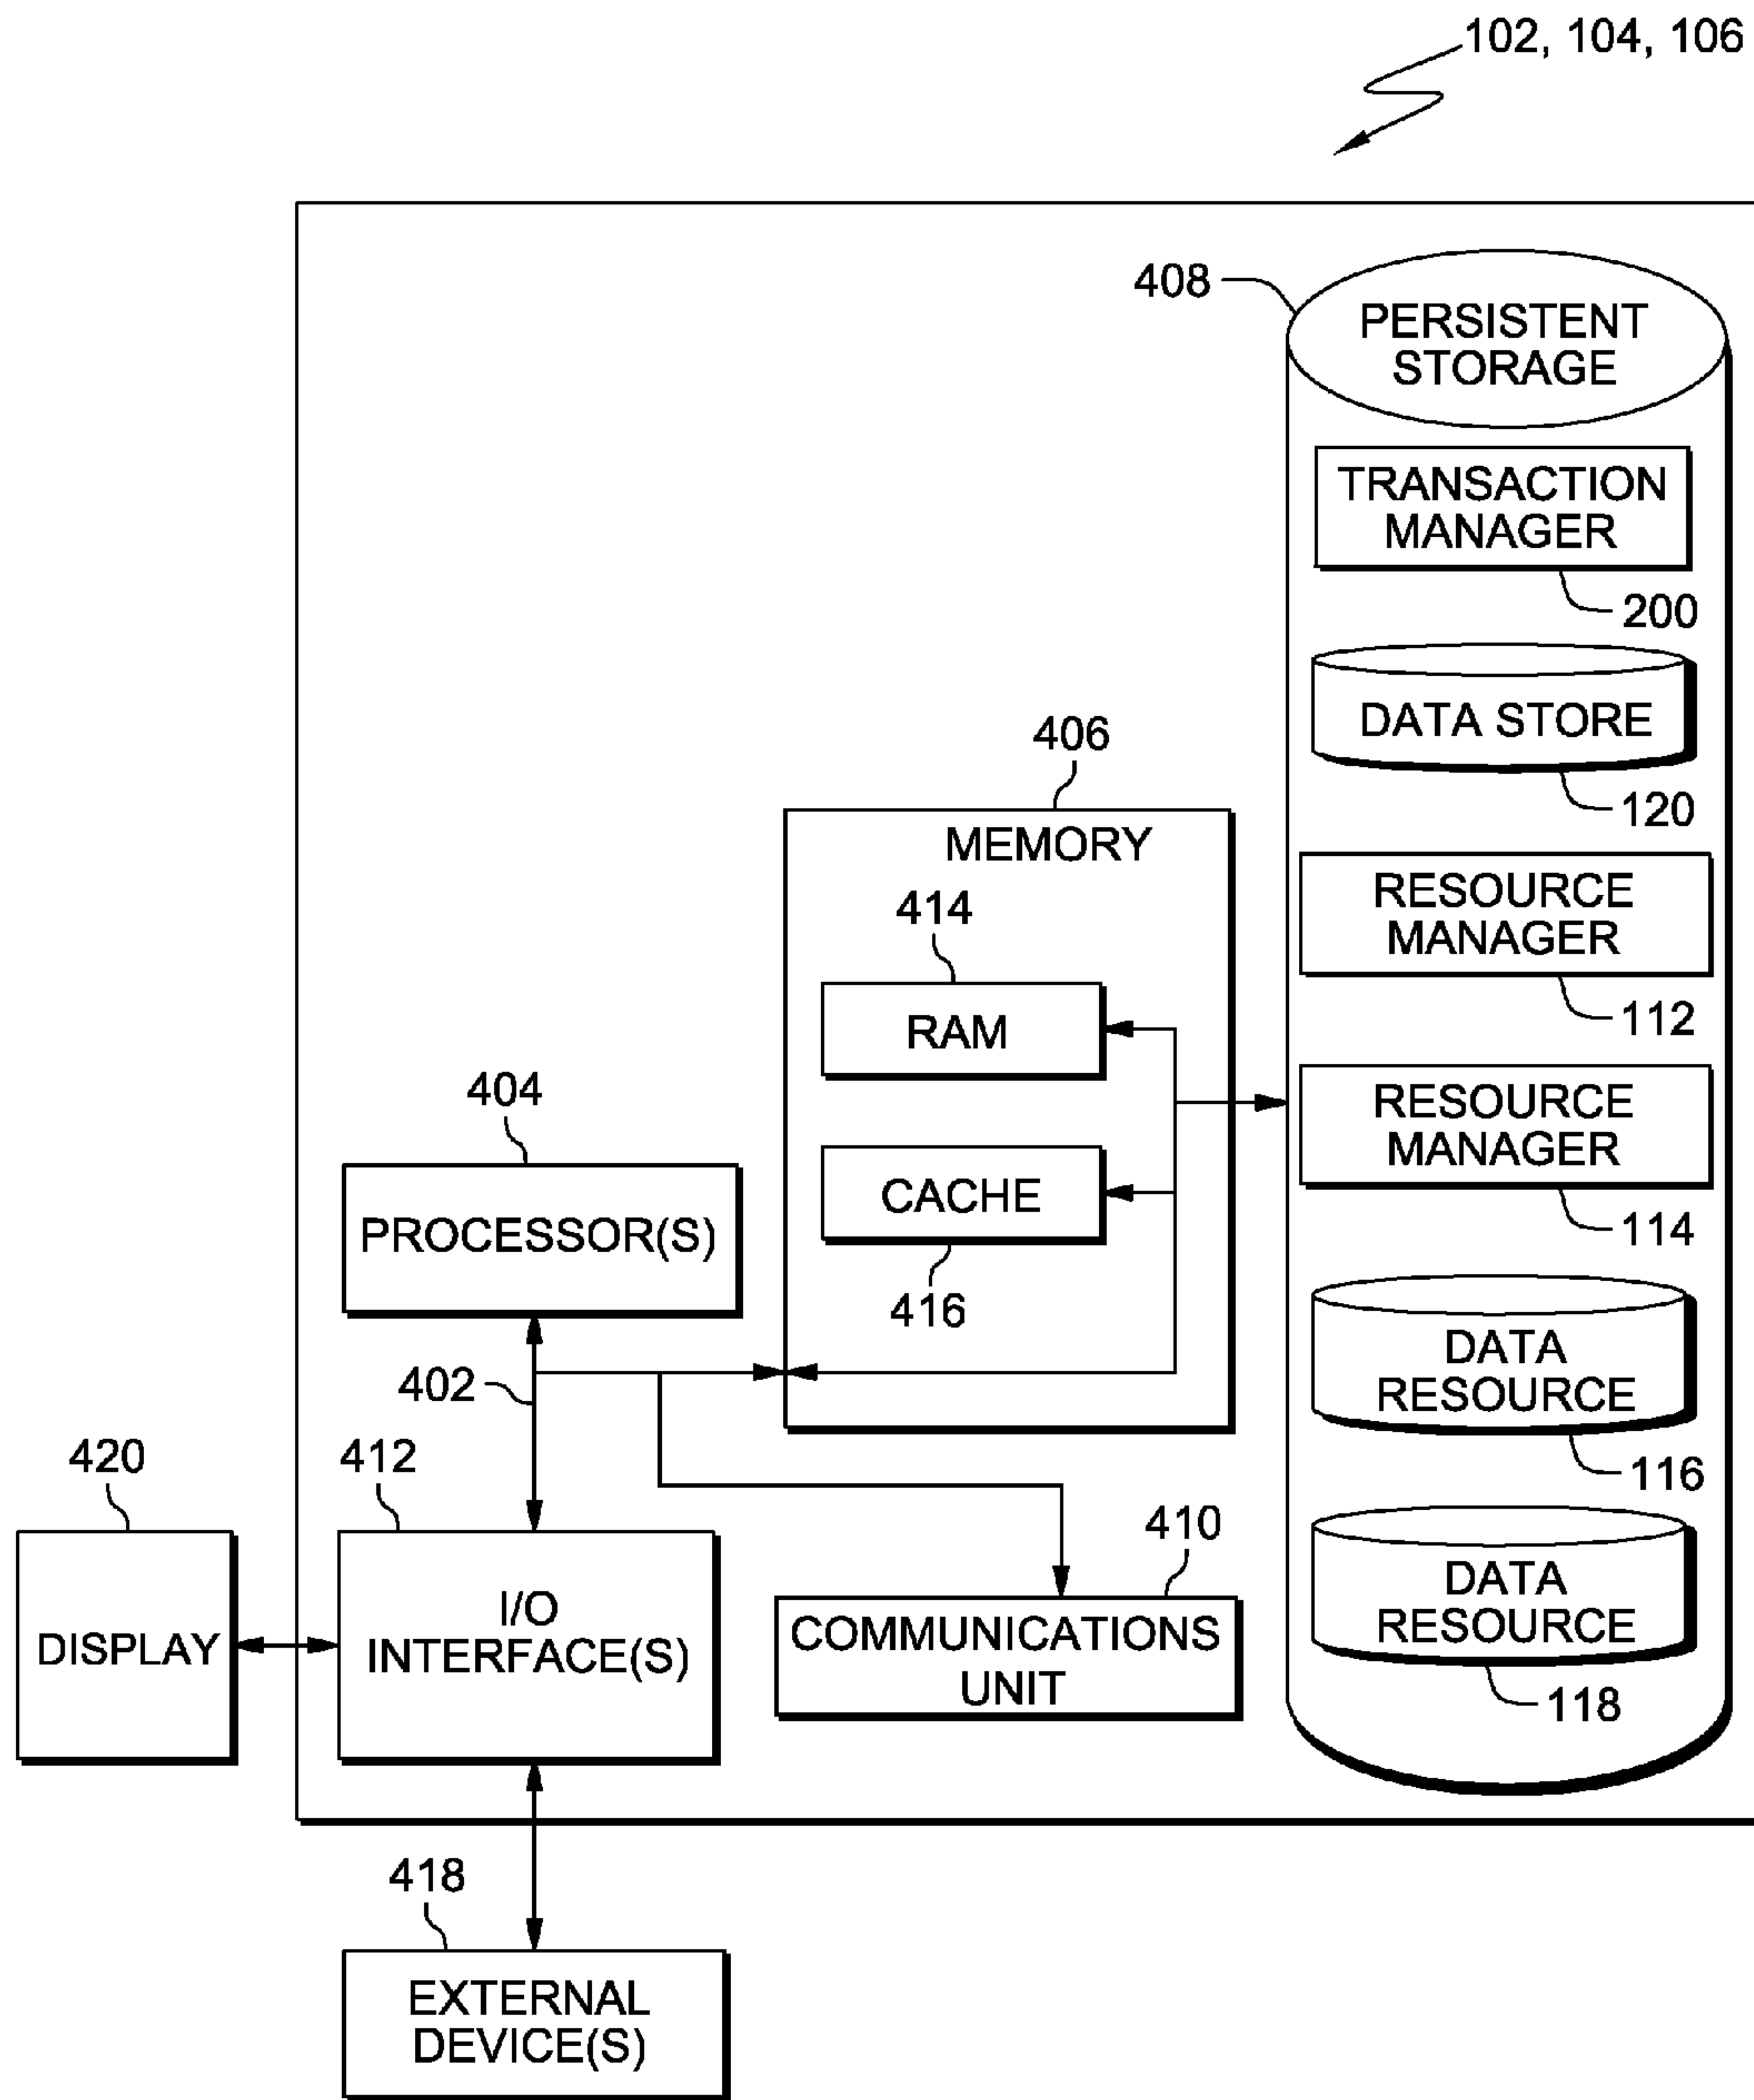 102, 104, 106
408
PERSISTENT
STORAGE
TRANSACTION
MANAGER
200
DATA STORE
120
406
MEMORY
RESOURCE
MANAGER
112
414
RAM
RESOURCE
MANAGER
114
404
PROCESSOR(S)
CACHE
416
DATA
RESOURCE
116
402
420
412
410
DISPLAY
I/O
INTERFACE(S)
COMMUNICATIONS
UNIT
DATA
RESOURCE
118
418
EXTERNAL
DEVICE(S)